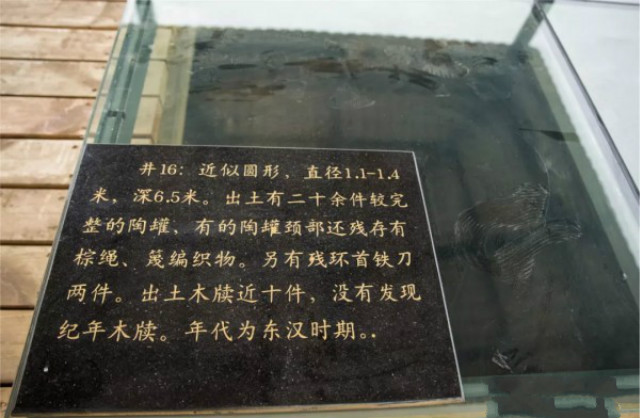 井16：近似圆形，直径1.1-1.4
米，深6.5米。出土有二十余件较完
整的陶罐、有的陶罐颈部还残存有
棕绳、篾编织物。另有残环首铁刀
两件。出土木牍近十件，没有发现
纪年木牍。年代为东汉时期。.